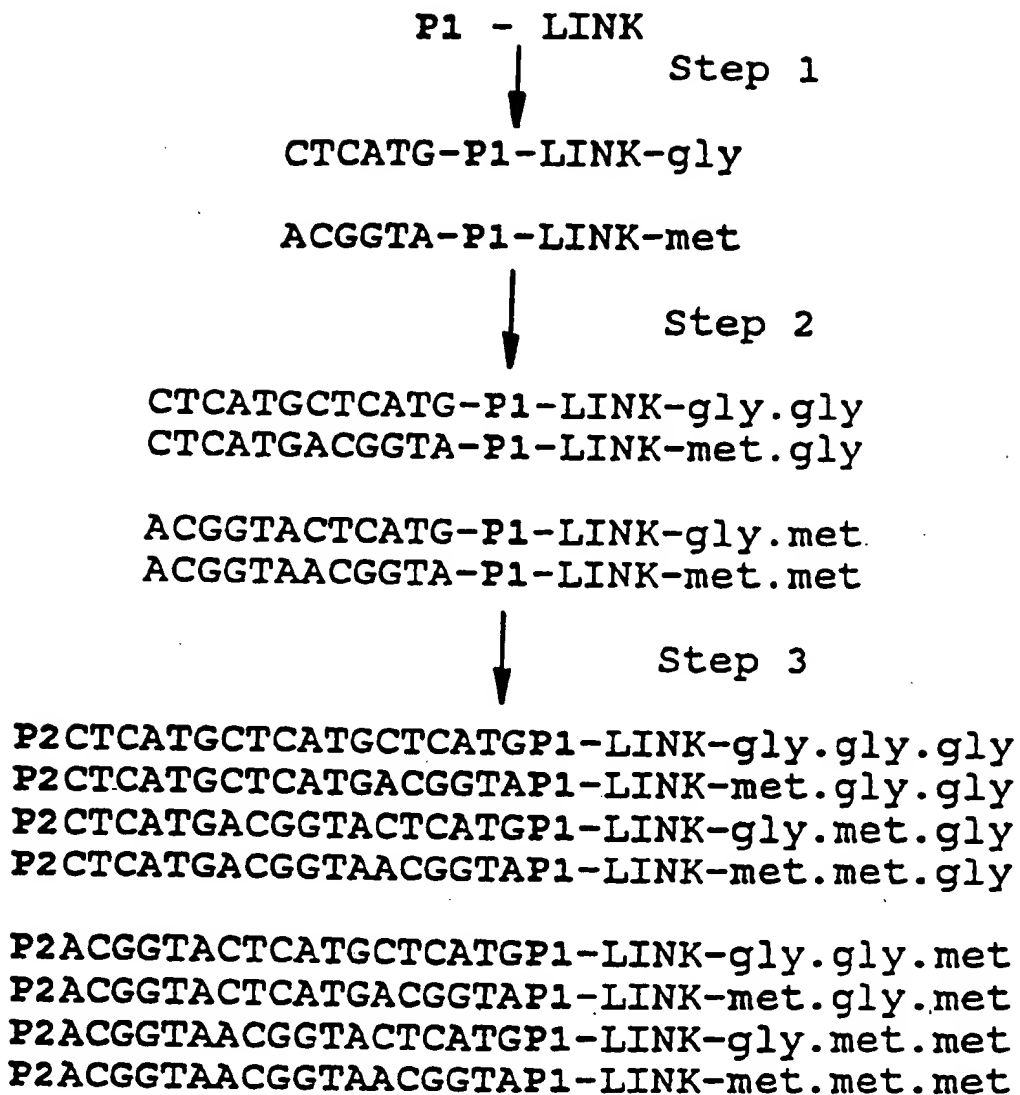 P1 - LINK
Step 1
CTCATG-P1-LINK-gly
ACGGTA-P1-LINK-met
Step 2
CTCATGCTCATG-P1-LINK-gly.gly
CTCATGACGGTA-P1-LINK-met.gly
ACGGTACTCATG-P1-LINK-gly.met
ACGGTAACGGTA-P1-LINK-met.met
Step 3
P2CTCATGCTCATGCTCATGP1-LINK-gly.gly.gly
P2CTCATGCTCATGACGGTAP1-LINK-met.gly.gly
P2CTCATGACGGTACTCATGP1-LINK-gly.met.gly
P2CTCATGACGGTAACGGTAP1-LINK-met.met.gly
P2ACGGTACTCATGCTCATGP1-LINK-gly.gly.met
P2ACGGTACTCATGACGGTAP1-LINK-met.gly.met
P2ACGGTAACGGTACTCATGP1-LINK-gly.met.met
P2ACGGTAACGGTAACGGTAP1-LINK-met.met.met